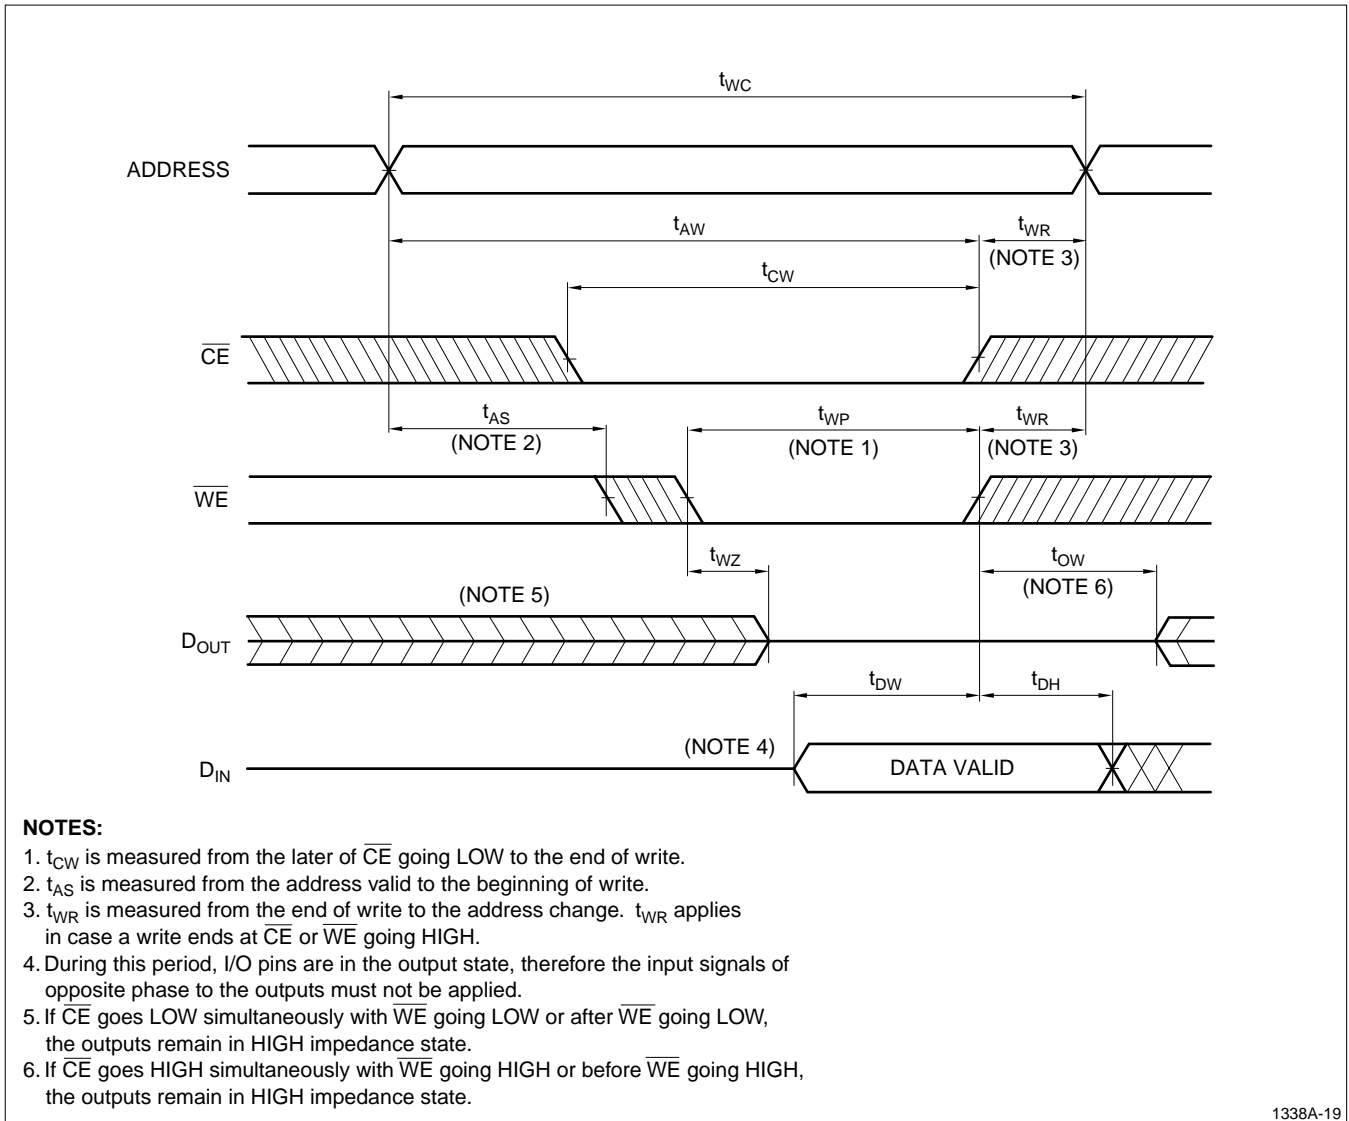 tWC
ADDRESS
tAW
tWR
(NOTE 3)
tCW
CE
tAS
(NOTE 2)
tWP
(NOTE 1)
tWR
(NOTE 3)
WE
tWZ
tOW
(NOTE 6)
(NOTE 5)
DOUT
tDW
tDH
(NOTE 4)
DIN
DATA VALID
NOTES:
1. tCW is measured from the later of CE going LOW to the end of write.
2. tAS is measured from the address valid to the beginning of write.
3. tWR is measured from the end of write to the address change. tWR applies
in case a write ends at CE or WE going HIGH.
4. During this period, I/O pins are in the output state, therefore the input signals of
opposite phase to the outputs must not be applied.
5. If CE goes LOW simultaneously with WE going LOW or after WE going LOW,
the outputs remain in HIGH impedance state.
6. If CE goes HIGH simultaneously with WE going HIGH or before WE going HIGH,
the outputs remain in HIGH impedance state.
1338A-19